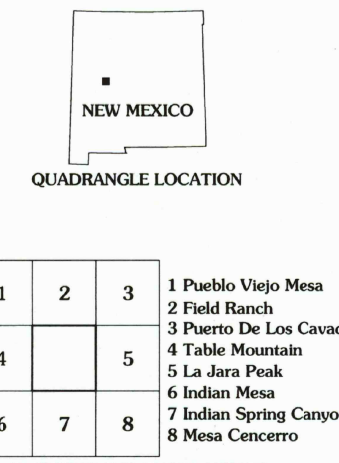 NEW MEXICO
QUADRANGLE LOCATION
1 2 3
4 5
6 7 8
1 Pueblo Viejo Mesa
2 Field Ranch
3 Puerto De Los
4 Table Mountain
5 La Jara Peak
6 Indian Mesa
7 Indian Spring
8 Mesa Cencerro